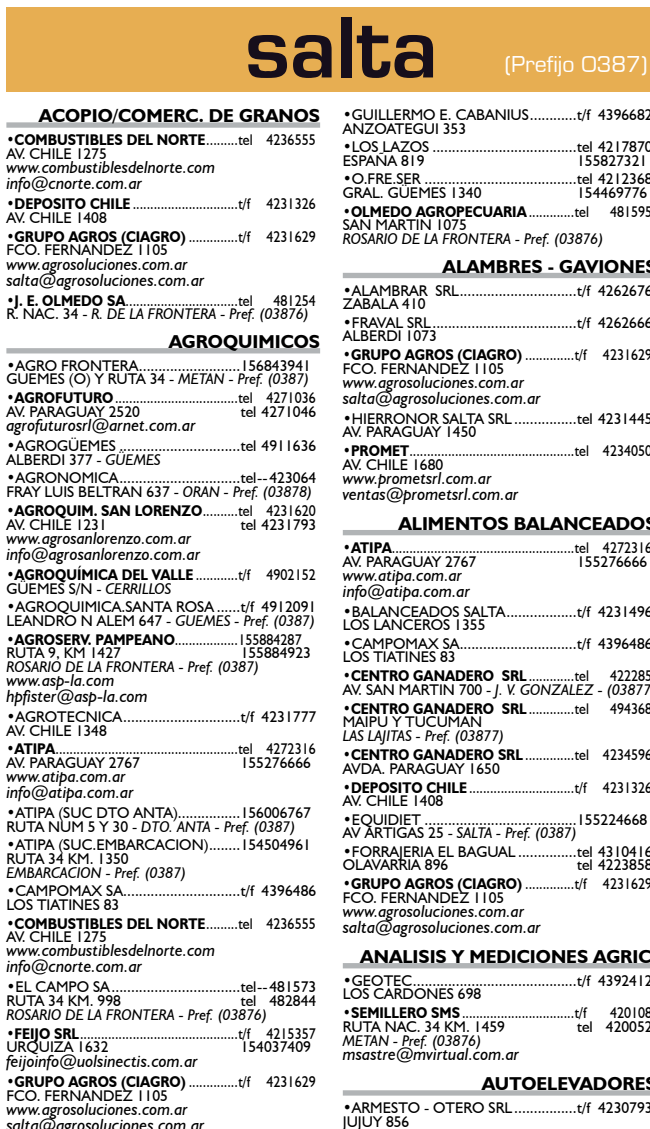 salta
(Prefijo 0387)
ACOPIO/COMERC. DE GRANOS
•COMBUSTIBLES DEL NORTE.........tel 4236555
AV. CHILE 1275
www.combustiblesdelnorte.com
info@cnorte.com.ar
•DEPOSITO CHILE..............................t/f 4231326
AV. CHILE 1408
•GRUPO AGROS (CIAGRO)..............t/f 4231629
FCO. FERNANDEZ 1105
www.agrosoluciones.com.ar
salta@agrosoluciones.com.ar
•J. E. OLMEDO SA................................tel 481254
R. NAC. 34 - R. DE LA FRONTERA - Pref. (03876)
AGROQUIMICOS
•AGRO FRONTERA..........................156843941
GUEMES (O) Y RUTA 34 - METAN - Pref. (0387)
•AGROFUTURO...................................tel 4271036
AV. PARAGUAY 2520 tel 4271046
agrofuturosrl@arnet.com.ar
•AGROGÜEMES...............................tel 4911636
ALBERDI 377 - GÜEMES
•AGRONOMICA...............................tel-- 423064
FRAY LUIS BELTRAN 637 - ORAN - Pref. (03878)
•AGROQUIM. SAN LORENZO..........tel 4231620
AV. CHILE 1231 tel 4231793
www.agrosanlorenzo.com.ar
info@agrosanlorenzo.com.ar
•AGROQUÍMICA DEL VALLE............t/f 4902152
GÜEMES S/N - CERRILLOS
•AGROQUIMICA.SANTA ROSA......t/f 4912091
LEANDRO N ALEM 647 - GUEMES - Pref. (0387)
•AGROSERV. PAMPEANO..................155884287
RUTA 9, KM 1427 155884923
ROSARIO DE LA FRONTERA - Pref. (0387)
www.asp-la.com
hpfister@asp-la.com
•AGROTECNICA..............................t/f 4231777
AV. CHILE 1348
•ATIPA....................................................tel 4272316
AV. PARAGUAY 2767 155276666
www.atipa.com.ar
info@atipa.com.ar
•ATIPA (SUC DTO ANTA)................156006767
RUTA NUM 5 Y 30 - DTO. ANTA - Pref. (0387)
•ATIPA (SUC.EMBARCACION)........154504961
RUTA 34 KM. 1350
EMBARCACION - Pref. (0387)
•CAMPOMAX SA..............................t/f 4396486
LOS TIATINES 83
•COMBUSTIBLES DEL NORTE.........tel 4236555
AV. CHILE 1275
www.combustiblesdelnorte.com
info@cnorte.com.ar
•EL CAMPO SA.................................tel-- 481573
RUTA 34 KM. 998 tel 482844
ROSARIO DE LA FRONTERA - Pref. (03876)
•FEIJO SRL.............................................t/f 4215357
URQUIZA 1632 154037409
feijoinfo@uolsinectis.com.ar
•GRUPO AGROS (CIAGRO)..............t/f 4231629
FCO. FERNANDEZ 1105
www.agrosoluciones.com.ar
salta@agrosoluciones.com.ar
•GUILLERMO E. CABANIUS............t/f 4396682
ANZOATEGUI 353
•LOS LAZOS.....................................tel 4217870
ESPAÑA 819 155827321
•O.FRE.SER.......................................tel 4212368
GRAL. GÜEMES 1340 154469776
•OLMEDO AGROPECUARIA.............tel 481595
SAN MARTIN 1075
ROSARIO DE LA FRONTERA - Pref. (03876)
ALAMBRES - GAVIONES
•ALAMBRAR SRL..............................t/f 4262676
ZABALA 410
•FRAVAL SRL.....................................t/f 4262666
ALBERDI 1073
•GRUPO AGROS (CIAGRO)..............t/f 4231629
FCO. FERNANDEZ 1105
www.agrosoluciones.com.ar
salta@agrosoluciones.com.ar
•HIERRONOR SALTA SRL................tel 4231445
AV. PARAGUAY 1450
•PROMET...............................................tel 4234050
AV. CHILE 1680
www.prometsrl.com.ar
ventas@prometsrl.com.ar
ALIMENTOS BALANCEADOS
•ATIPA....................................................tel 4272316
AV. PARAGUAY 2767 155276666
www.atipa.com.ar
info@atipa.com.ar
•BALANCEADOS SALTA..................t/f 4231496
LOS LANCEROS 1355
•CAMPOMAX SA..............................t/f 4396486
LOS TIATINES 83
•CENTRO GANADERO SRL.............tel 422285
AV. SAN MARTIN 700 - J. V. GONZALEZ - (03877
•CENTRO GANADERO SRL.............tel 494368
MAIPU Y TUCUMAN
LAS LAJITAS - Pref. (03877)
•CENTRO GANADERO SRL..............tel 4234596
AVDA. PARAGUAY 1650
•DEPOSITO CHILE..............................t/f 4231326
AV. CHILE 1408
•EQUIDIET.......................................155224668
AV ARTIGAS 25 - SALTA - Pref. (0387)
•FORRAJERIA EL BAGUAL...............tel 4310416
OLAVARRIA 896 tel 4223858
•GRUPO AGROS (CIAGRO)..............t/f 4231629
FCO. FERNANDEZ 1105
www.agrosoluciones.com.ar
salta@agrosoluciones.com.ar
ANALISIS Y MEDICIONES AGRIC
•GEOTEC..........................................t/f 4392412
LOS CARDONES 698
•SEMILLERO SMS................................t/f 420108
RUTA NAC. 34 KM. 1459 tel 420052
METAN - Pref. (03876)
msastre@mvirtual.com.ar
AUTOELEVADORES
•ARMESTO - OTERO SRL................t/f 4230793
JUJUY 856